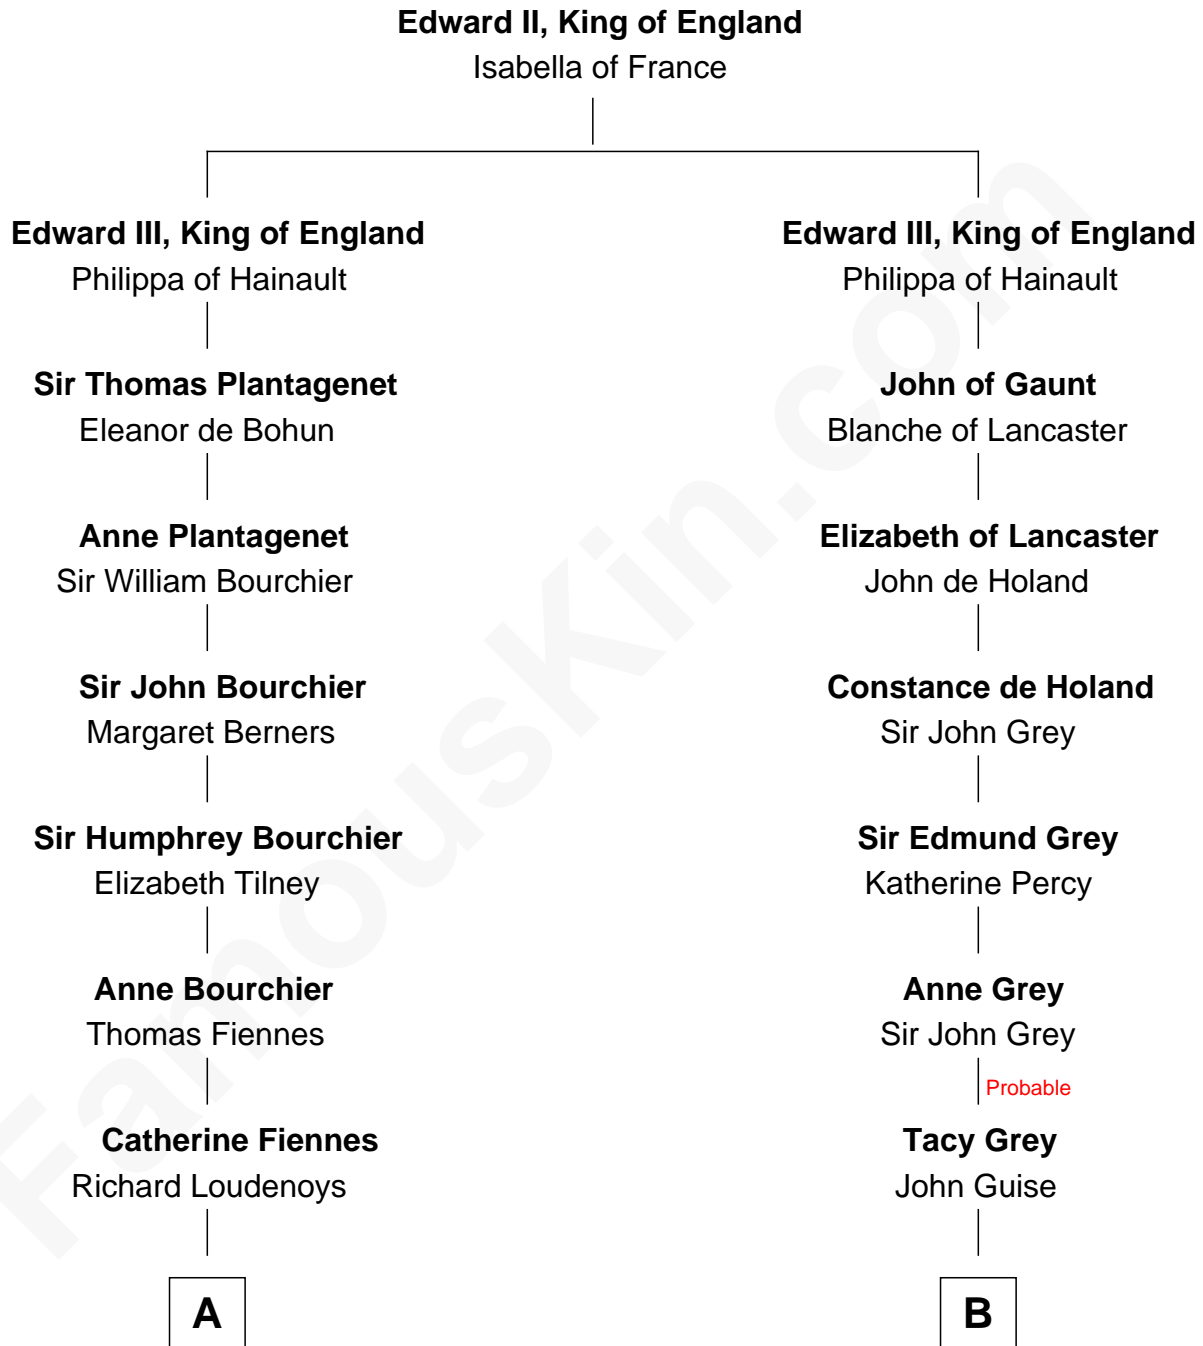 Edward II, King of England
Isabella of France
Edward III, King of England
Philippa of Hainault
Edward III, King of England
Philippa of Hainault
Sir Thomas Plantagenet
Eleanor de Bohun
John of Gaunt
Blanche of Lancaster
Anne Plantagenet
Sir William Bourchier
Elizabeth of Lancaster
John de Holand
Sir John Bourchier
Margaret Berners
Constance de Holand
Sir John Grey
Sir Humphrey Bourchier
Elizabeth Tilney
Sir Edmund Grey
Katherine Percy
Anne Bourchier
Thomas Fiennes
Anne Grey
Sir John Grey
Probable
Catherine Fiennes
Richard Loudenoys
Tacy Grey
John Guise
A
B
FamousKin.com